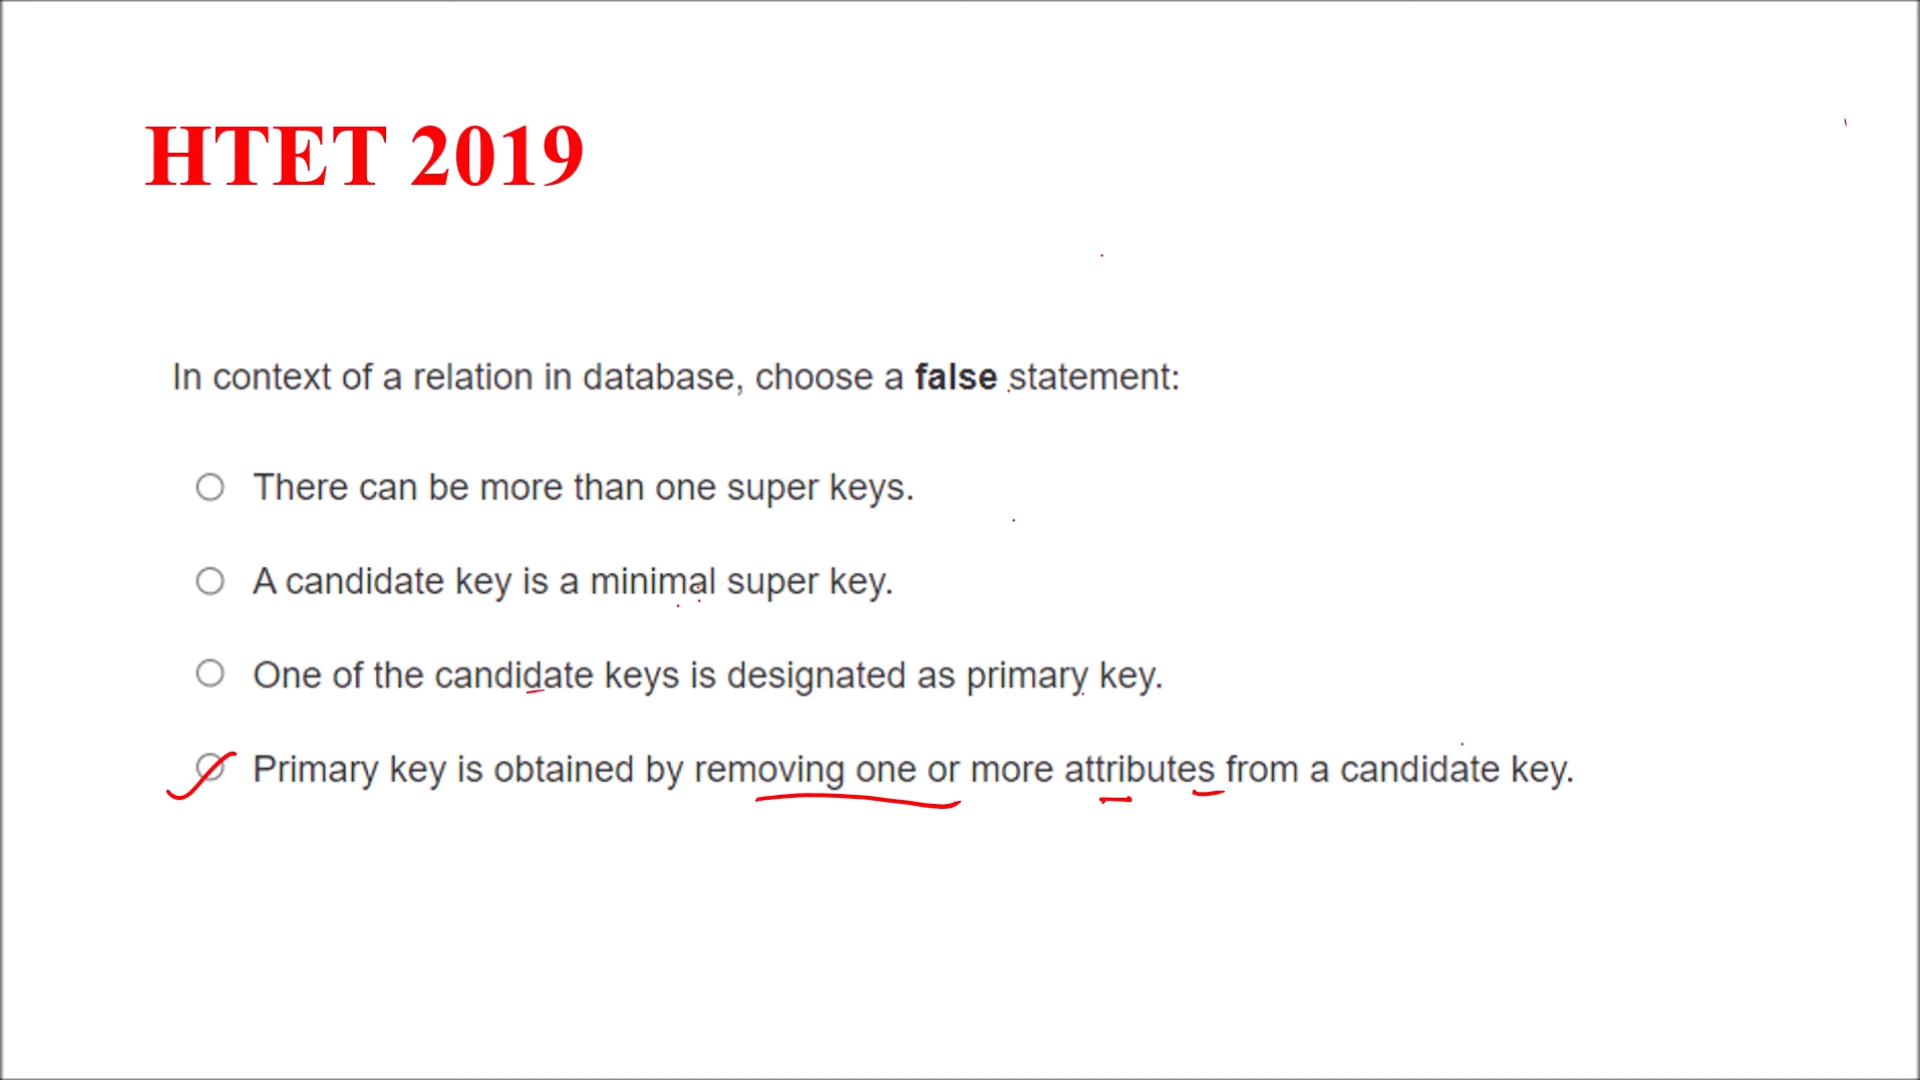 HTET 2019
In context of a relation in database, choose a false statement:
There can be more than one super keys.
A candidate key is a minimal super key.
One of the candidate keys is designated as primary key.
Primary key is obtained by removing one or more attributes from a candidate key.